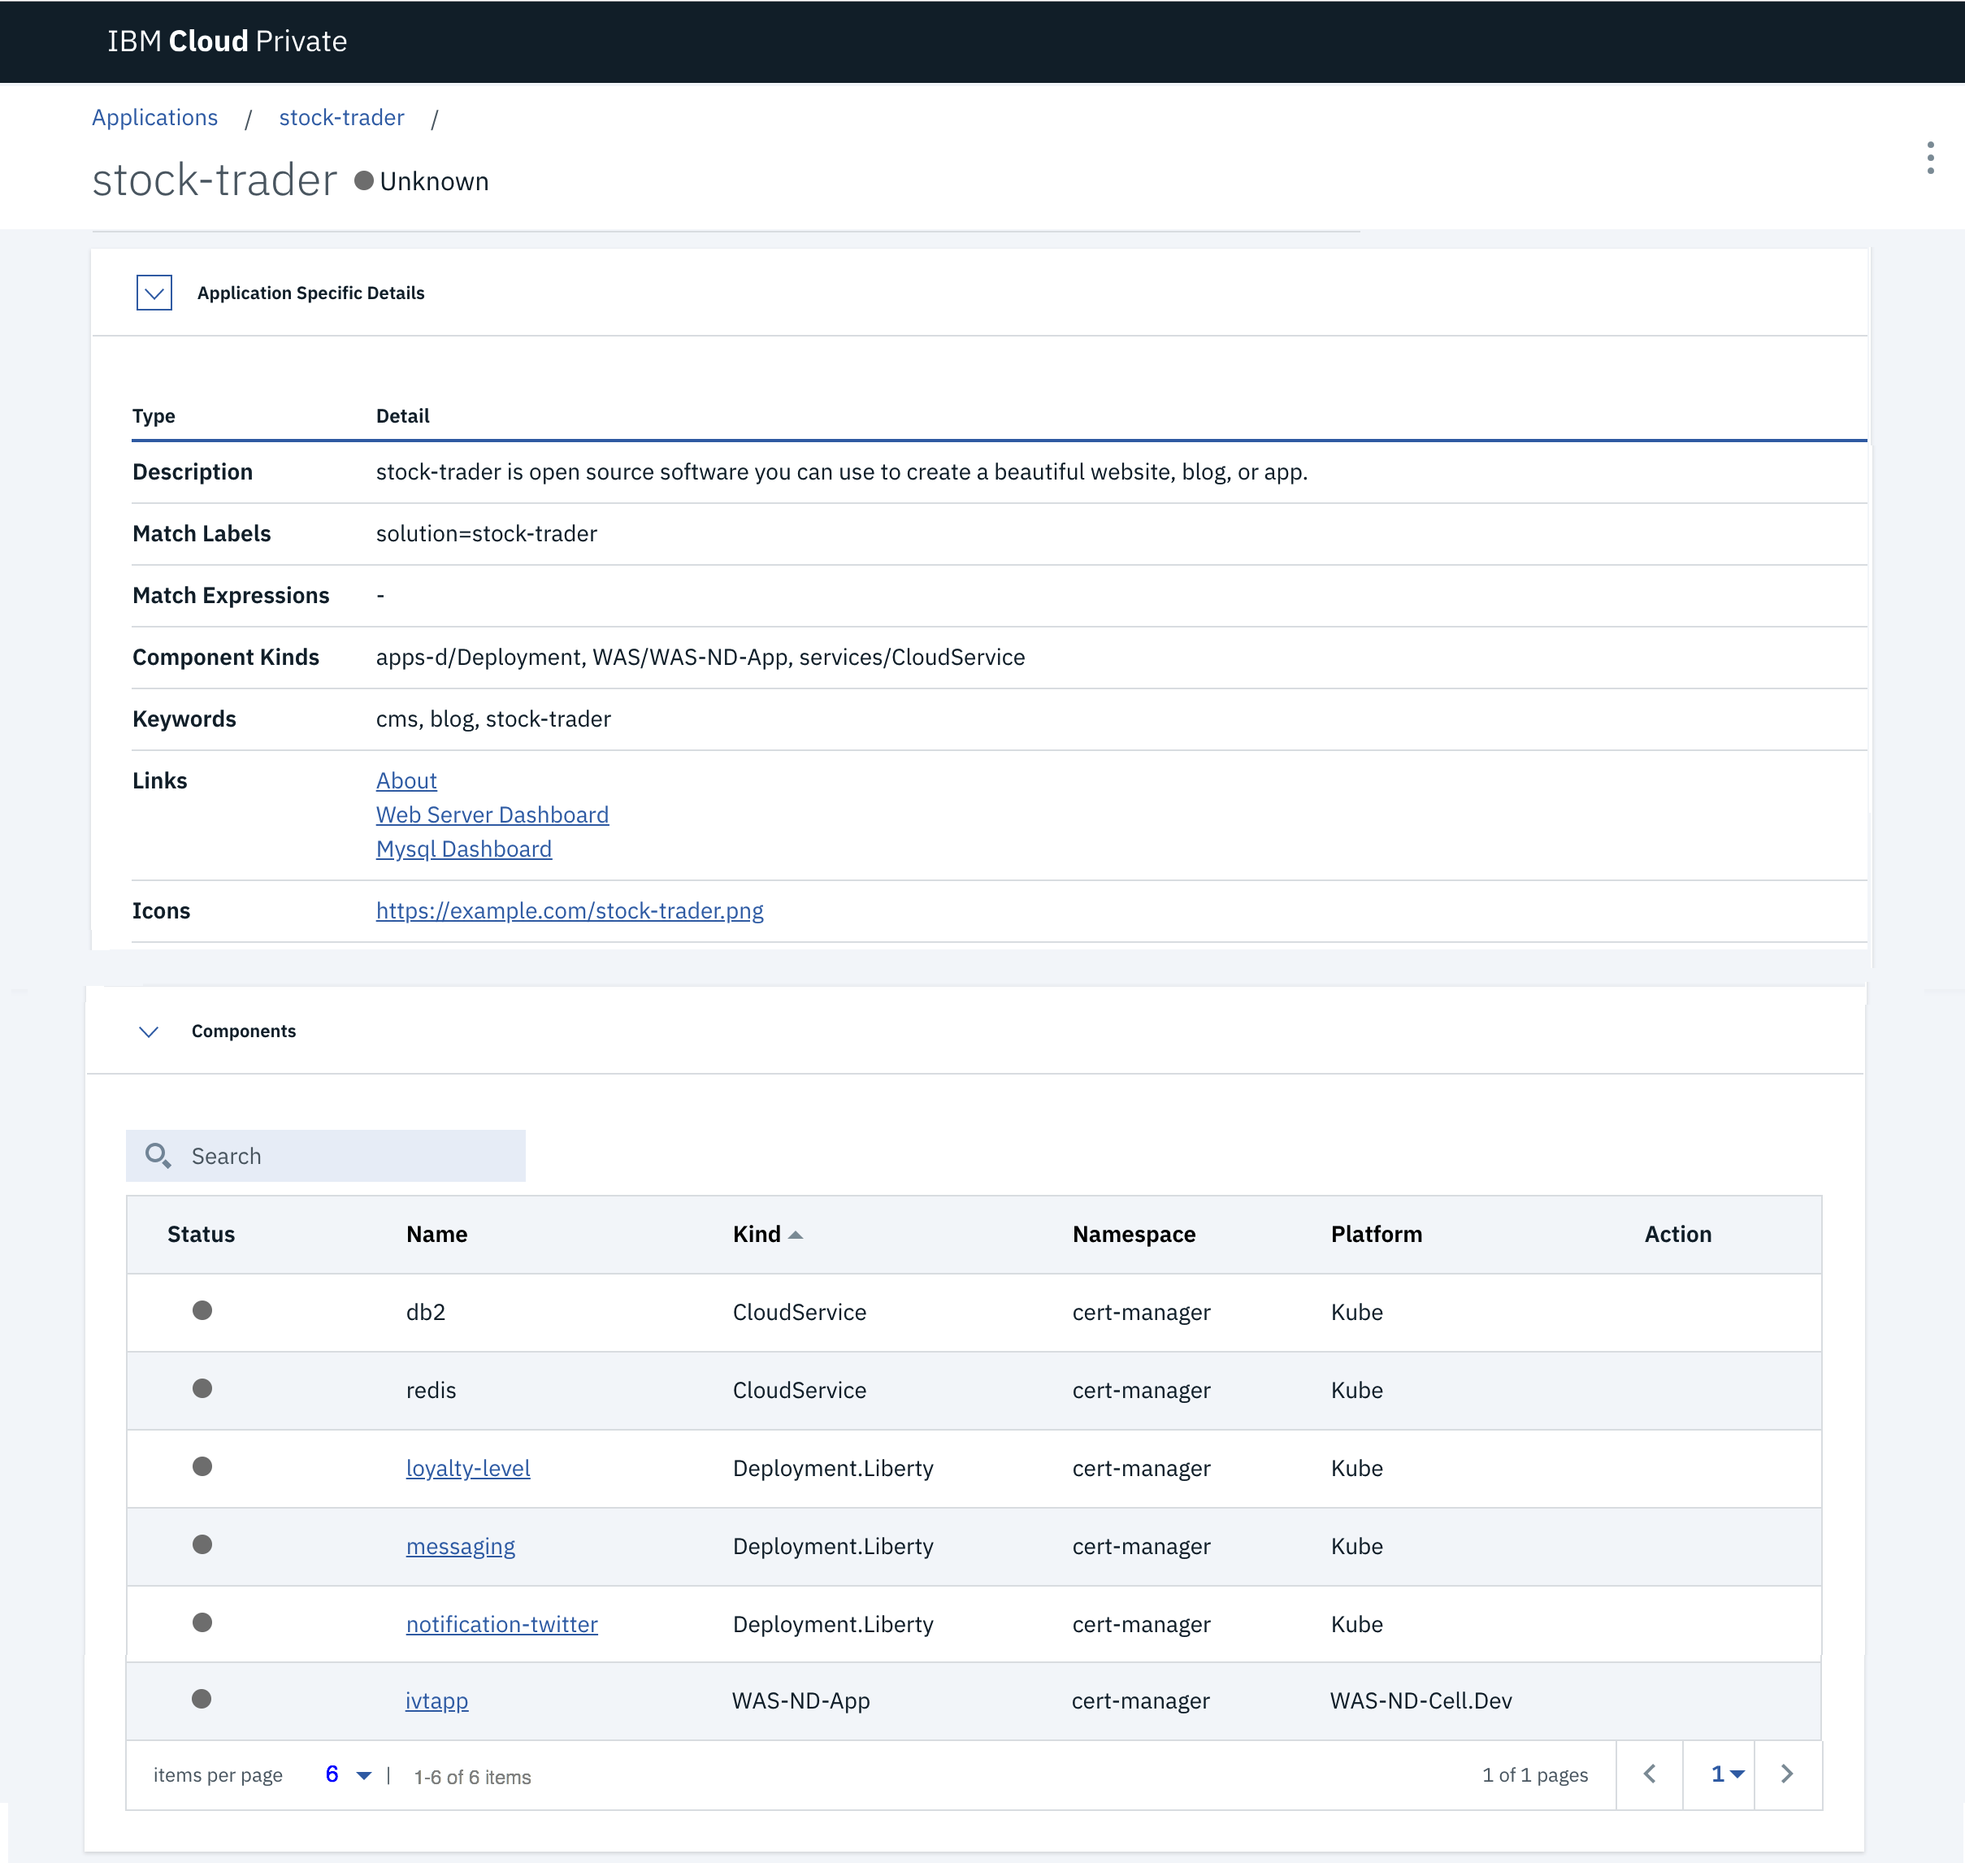 IBM Cloud Private
Applications / stock-trader /
stock-trader Unknown
Application Specific Details
Type Detail
Description stock-trader is open source software you can use to create a beautiful website, blog, or app.
Match Labels solution=stock-trader
Match Expressions -
Component Kinds apps-d/Deployment, WAS/WAS-ND-App, services/CloudService
Keywords cms, blog, stock-trader
Links About
Web Server Dashboard
Mysql Dashboard
Icons https://example.com/stock-trader.png
Components
Search
Status Name Kind Namespace Platform Action
db2 CloudService cert-manager Kube
redis CloudService cert-manager Kube
loyalty-level Deployment.Liberty cert-manager Kube
messaging Deployment.Liberty cert-manager Kube
notification-twitter Deployment.Liberty cert-manager Kube
ivtapp WAS-ND-App cert-manager WAS-ND-Cell.Dev
items per page 6 | 1-6 of 6 items 1 of 1 pages 1